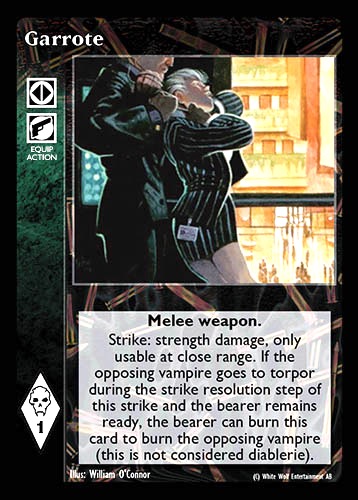 Garrote
EQUIP
ACTION
Melee weapon.
Strike: strength damage, only
usable at close range. If the
opposing vampire goes to torpor
during the strike resolution step of
this strike and the bearer remains
ready, the bearer can burn this
card to burn the opposing vampire
(this is not considered diablerie).
1
Illus: William O'Connor
(C) White Wolf Entertainment AB